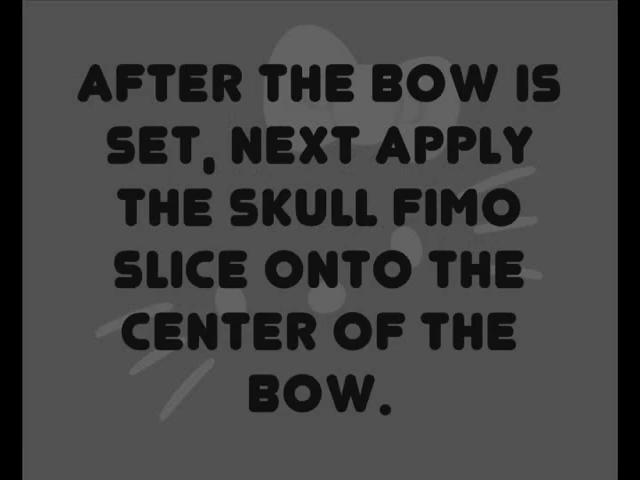 AFTER THE BOW IS
SET, NEXT APPLY
THE SKULL FIMO
SLICE ONTO THE
CENTER OF THE
BOW.